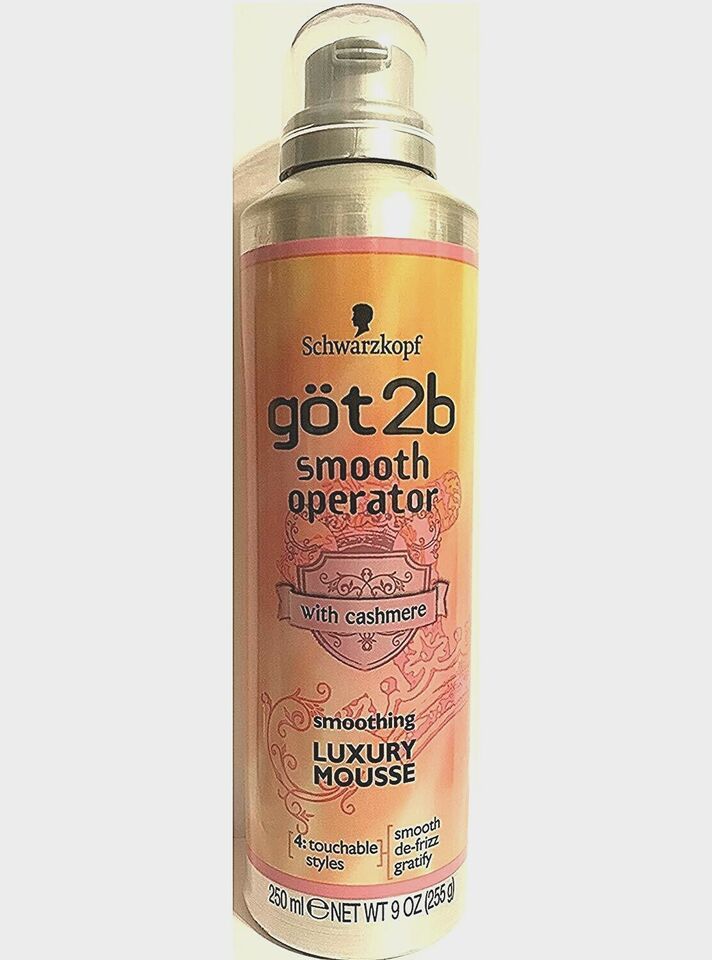 Schwarzkopf
göt2b
smooth
operator
with cashmere
smoothing
LUXURY
MOUSSE
[4: touchable styles]
[smooth
de-frizz
gratify
250 ml ℮ NET WT 9 OZ (255 g)